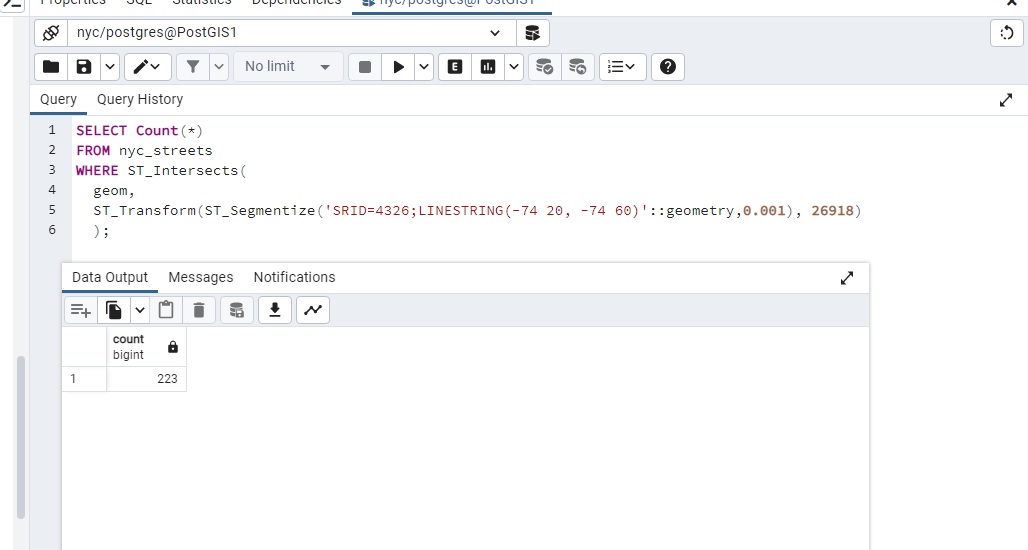 Properties SQL Statistics Dependencies nyc/postgres@PostGIS1
nyc/postgres@PostGIS1
No limit
E
Query Query History
1 SELECT Count(*)
2 FROM nyc_streets
3 WHERE ST_Intersects(
4 geom,
5 ST_Transform(ST_Segmentize('SRID=4326;LINESTRING(-74 20, -74 60)'::geometry,0.001), 26918)
6 );
Data Output Messages Notifications
count
bigint
1 223